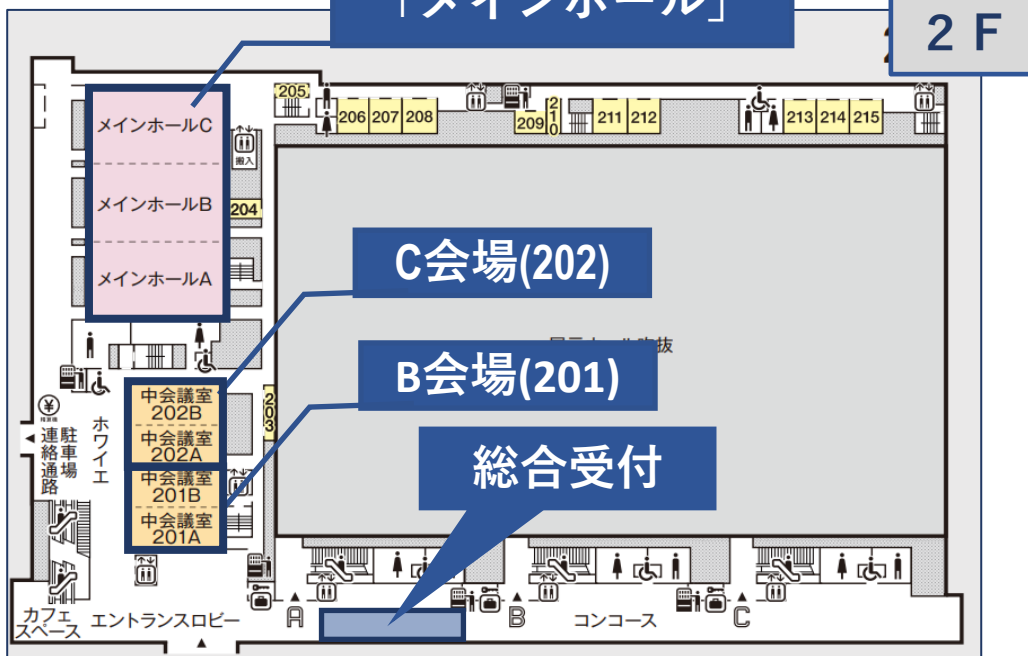 「メインホール」
2 F
205
206 207 208
209
210
211 212
213 214 215
メインホールC
搬入
メインホールB
204
メインホールA
C会場(202)
B会場(201)
中会議室
202B
中会議室
202A
203
中会議室
201B
中会議室
201A
ホワイエ
駐車場
連絡通路
総合受付
カフェ
スペース
エントランスロビー
A
B
コンコース
C